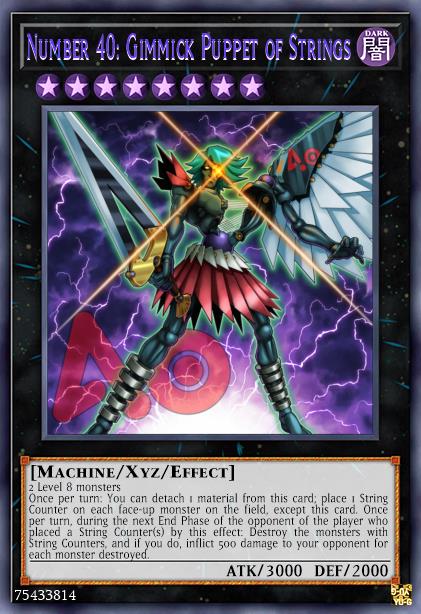 Number 40: Gimmick Puppet of Strings
DARK
闇
4.0
4.0
[Machine/Xyz/Effect]
2 Level 8 monsters
Once per turn: You can detach 1 material from this card; place 1 String
Counter on each face-up monster on the field, except this card. Once
per turn, during the next End Phase of the opponent of the player who
placed a String Counter(s) by this effect: Destroy the monsters with
String Counters, and if you do, inflict 500 damage to your opponent for
each monster destroyed.
ATK/3000 DEF/2000
75433814